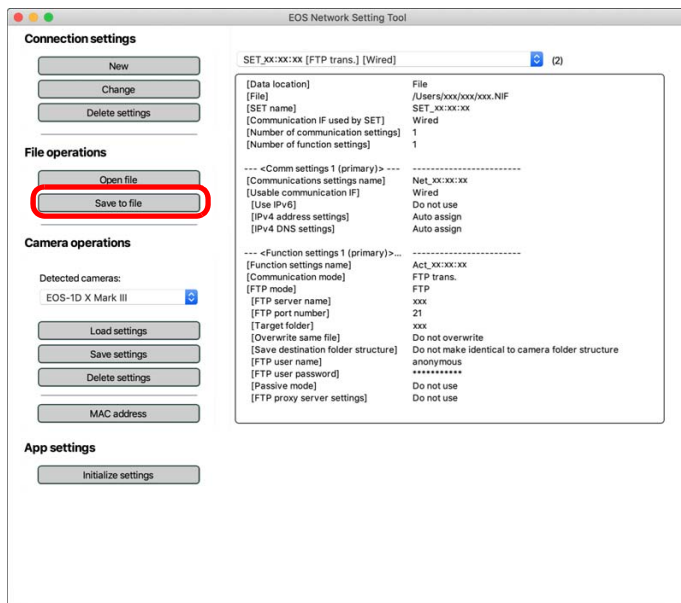 EOS Network Setting Tool
Connection settings
New
Change
Delete settings
File operations
Open file
Save to file
Camera operations
Detected cameras:
EOS-1D X Mark III
Load settings
Save settings
Delete settings
MAC address
App settings
Initialize settings
SET_xx:xx:xx [FTP trans.] [Wired] (2)
[Data location] File
[File] /Users/xxx/xxx/xxx.NIF
[SET name] SET_xx:xx:xx
[Communication IF used by SET] Wired
[Number of communication settings] 1
[Number of function settings] 1
--- <Comm settings 1 (primary)> --- ------------------------
[Communications settings name] Net_xx:xx:xx
[Usable communication IF] Wired
[Use IPv6] Do not use
[IPv4 address settings] Auto assign
[IPv4 DNS settings] Auto assign
--- <Function settings 1 (primary)>... ------------------------
[Function settings name] Act_xx:xx:xx
[Communication mode] FTP trans.
[FTP mode] FTP
[FTP server name] xxx
[FTP port number] 21
[Target folder] xxx
[Overwrite same file] Do not overwrite
[Save destination folder structure] Do not make identical to camera folder structure
[FTP user name] anonymous
[FTP user password] ***********
[Passive mode] Do not use
[FTP proxy server settings] Do not use